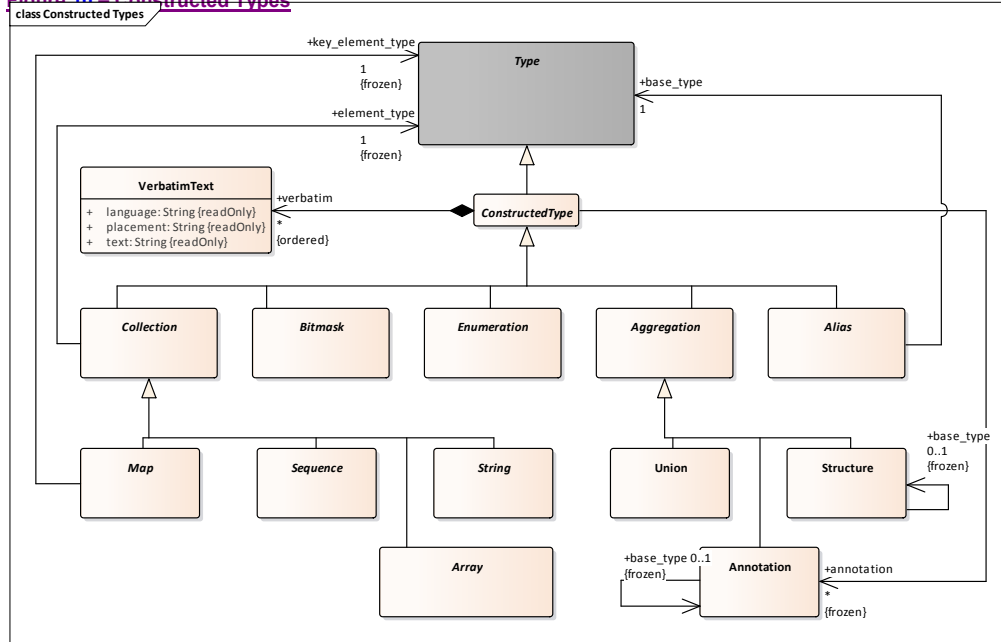 Constructed Types
class Constructed Types
+key_element_type
1
{frozen}
Type
+base_type
1
+element_type
1
{frozen}
VerbatimText
+ language: String {readOnly}
+ placement: String {readOnly}
+ text: String {readOnly}
+verbatim
*
{ordered}
ConstructedType
Collection
Bitmask
Enumeration
Aggregation
Alias
+base_type
0..1
{frozen}
Map
Sequence
String
Union
Structure
Array
+base_type 0..1
{frozen}
Annotation
+annotation
*
{frozen}